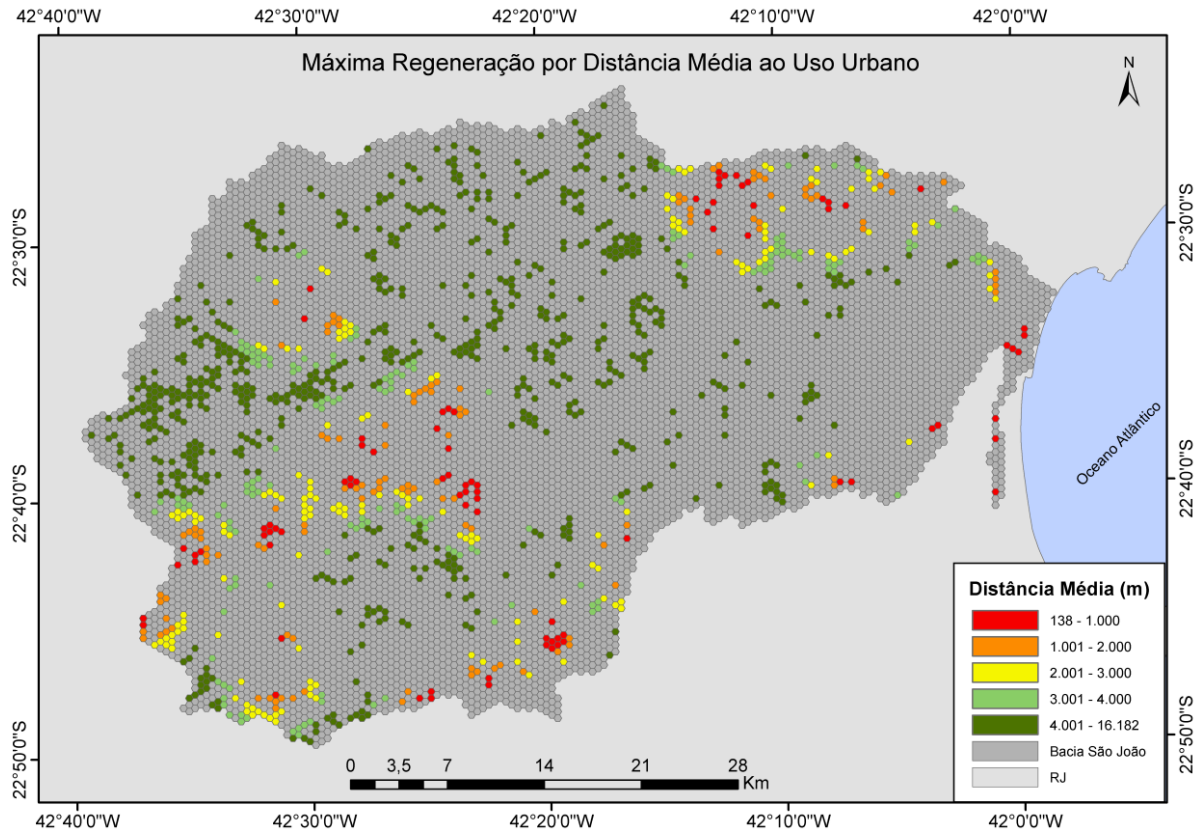 42°40'0"W 42°30'0"W 42°20'0"W 42°10'0"W 42°0'0"W
Máxima Regeneração por Distância Média ao Uso Urbano
N
22°30'0"S 22°30'0"S
22°40'0"S 22°40'0"S
22°50'0"S 22°50'0"S
Oceano Atlântico
Distância Média (m)
138 - 1.000
1.001 - 2.000
2.001 - 3.000
3.001 - 4.000
4.001 - 16.182
Bacia São João
RJ
0 3,5 7 14 21 28
Km
42°40'0"W 42°30'0"W 42°20'0"W 42°10'0"W 42°0'0"W